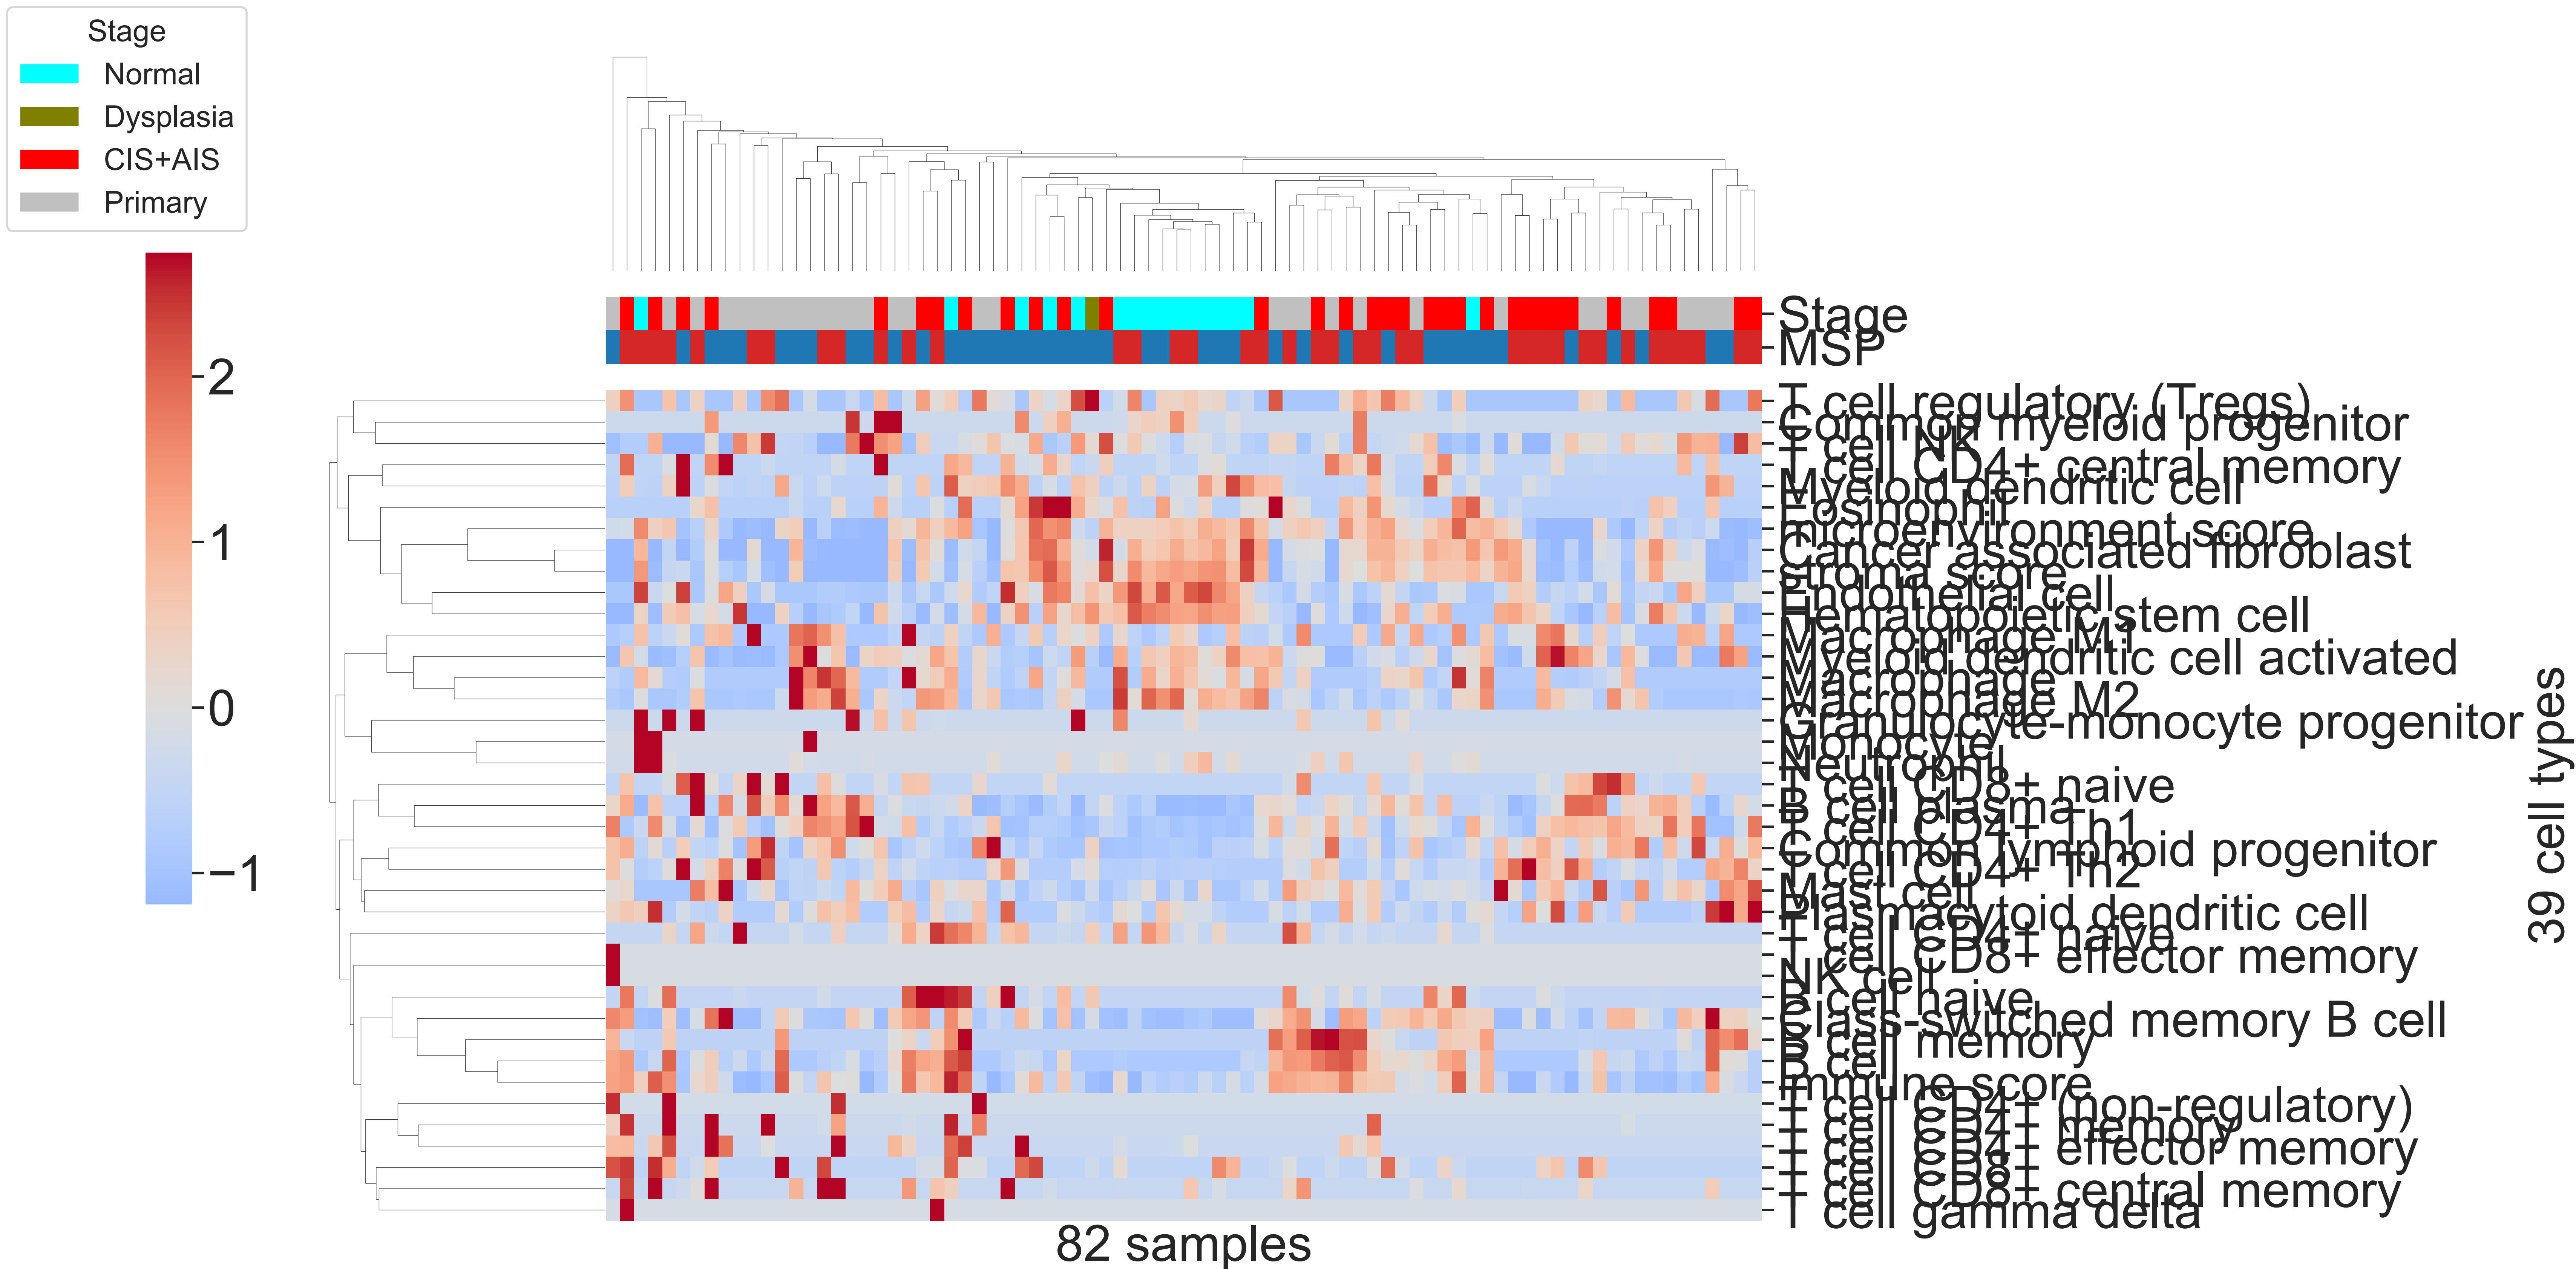 Stage
Normal
Dysplasia
CIS+AIS
Primary
2
1
0
−1
Stage
MSP
T cell regulatory (Tregs)
Common myeloid progenitor
T cell NK
T cell CD4+ central memory
Myeloid dendritic cell
Eosinophil
microenvironment score
Cancer associated fibroblast
stroma score
Endothelial cell
Hematopoietic stem cell
Macrophage M1
Myeloid dendritic cell activated
Macrophage
Macrophage M2
Granulocyte-monocyte progenitor
Monocyte
Neutrophil
T cell CD8+ naive
B cell plasma
T cell CD4+ Th1
Common lymphoid progenitor
T cell CD4+ Th2
Mast cell
Plasmacytoid dendritic cell
T cell CD4+ naive
T cell CD8+ effector memory
NK cell
B cell naive
Class-switched memory B cell
B cell memory
B cell
immune score
T cell CD4+ (non-regulatory)
T cell CD4+ memory
T cell CD4+ effector memory
T cell CD8+
T cell CD8+ central memory
T cell gamma delta
39 cell types
82 samples